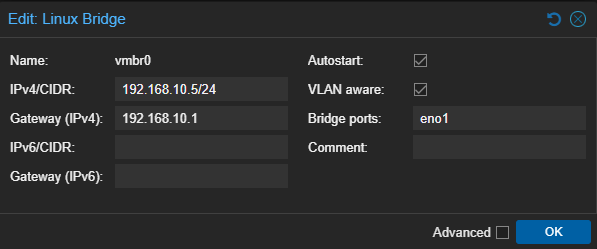 Edit: Linux Bridge
Name: vmbr0 Autostart:
IPv4/CIDR: 192.168.10.5/24 VLAN aware:
Gateway (IPv4): 192.168.10.1 Bridge ports: eno1
IPv6/CIDR: Comment:
Gateway (IPv6):
Advanced OK